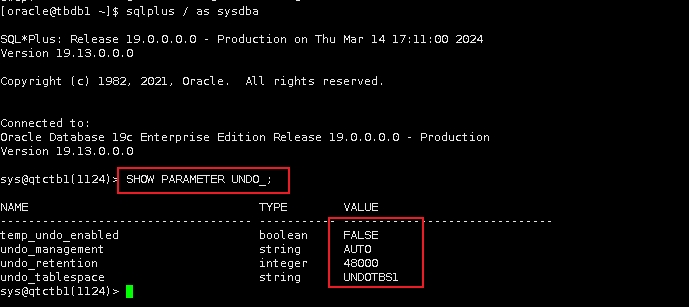 [oracle@tbdb1 ~]$ sqlplus / as sysdba
SQL*Plus: Release 19.0.0.0.0 - Production on Thu Mar 14 17:11:00 2024
Version 19.13.0.0.0
Copyright (c) 1982, 2021, Oracle.  All rights reserved.
Connected to:
Oracle Database 19c Enterprise Edition Release 19.0.0.0.0 - Production
Version 19.13.0.0.0
sys@qtctb1(1124)> SHOW PARAMETER UNDO_;
NAME                                 TYPE        VALUE
------------------------------------ ----------- ------------------------------
temp_undo_enabled                    boolean     FALSE
undo_management                      string      AUTO
undo_retention                       integer     48000
undo_tablespace                      string      UNDOTBS1
sys@qtctb1(1124)>